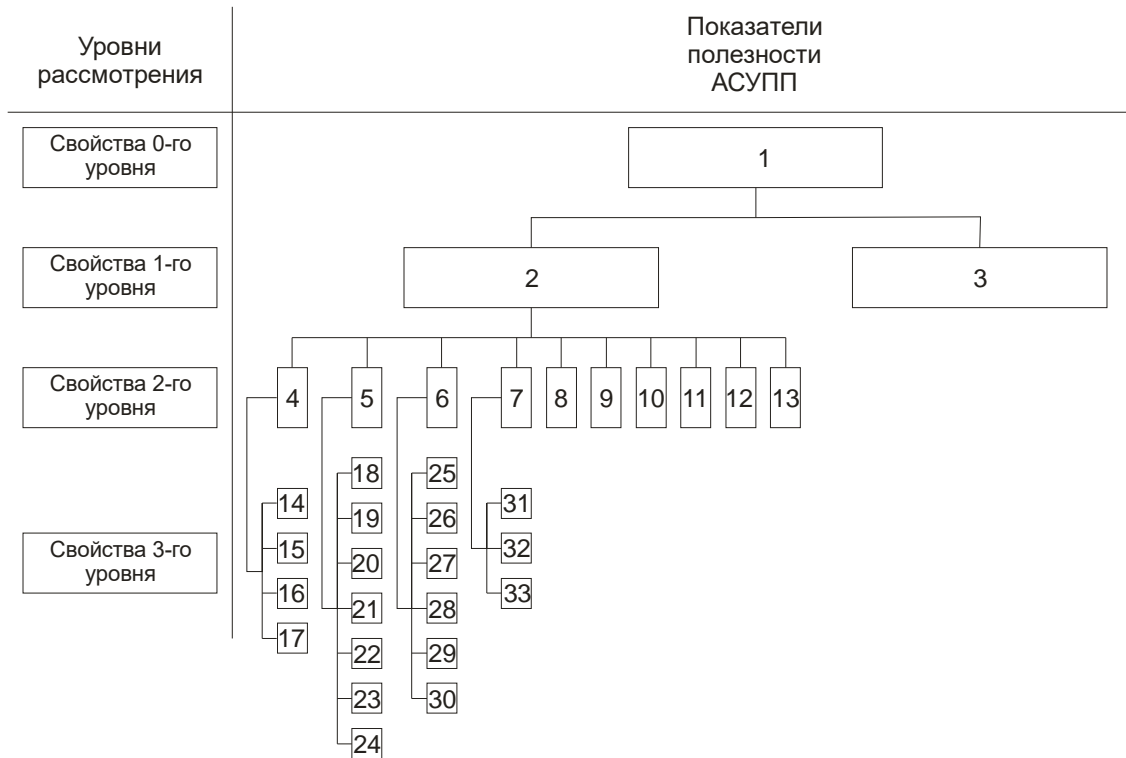 Уровни
рассмотрения
Показатели
полезности
АСУПП
Свойства 0-го
уровня
1
Свойства 1-го
уровня
2
3
Свойства 2-го
уровня
4
5
6
7
8
9
10
11
12
13
Свойства 3-го
уровня
14
15
16
17
18
19
20
21
22
23
24
25
26
27
28
29
30
31
32
33